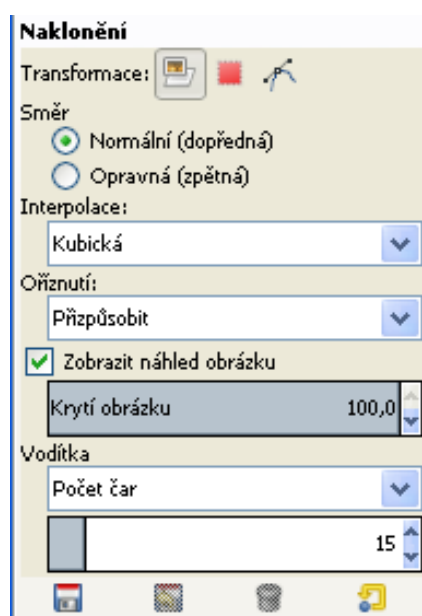 Naklonění
Transformace:
Směr
Normální (dopředná)
Opravná (zpětná)
Interpolace:
Kubická
Oříznutí:
Přizpůsobit
Zobrazit náhled obrázku
Krytí obrázku 100,0
Vodítka
Počet čar
15